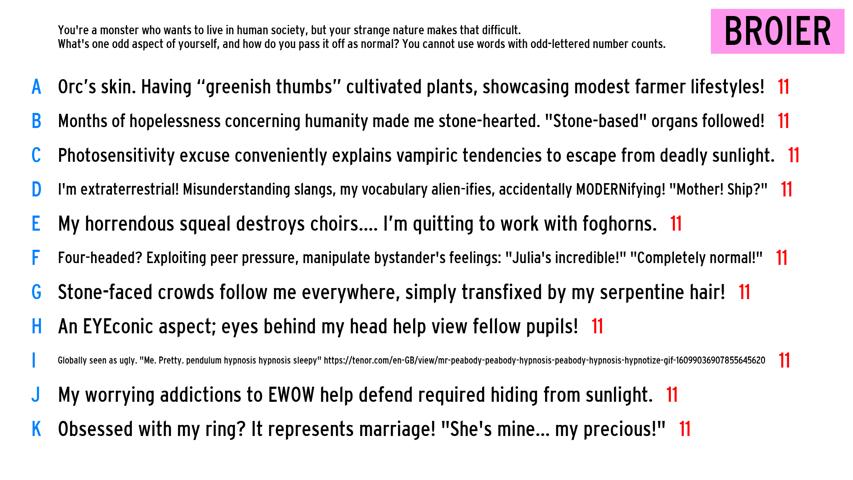 You're a monster who wants to live in human society, but your strange nature makes that difficult.
What's one odd aspect of yourself, and how do you pass it off as normal? You cannot use words with odd-lettered number counts.
BROIER
A Orc's skin. Having “greenish thumbs” cultivated plants, showcasing modest farmer lifestyles! 11
B Months of hopelessness concerning humanity made me stone-hearted. "Stone-based" organs followed! 11
C Photosensitivity excuse conveniently explains vampiric tendencies to escape from deadly sunlight. 11
D I'm extraterrestrial! Misunderstanding slangs, my vocabulary alien-ifies, accidentally MODERNifying! "Mother! Ship?" 11
E My horrendous squeal destroys choirs.... I'm quitting to work with foghorns. 11
F Four-headed? Exploiting peer pressure, manipulate bystander's feelings: "Julia's incredible!" "Completely normal!" 11
G Stone-faced crowds follow me everywhere, simply transfixed by my serpentine hair! 11
H An EYEconic aspect; eyes behind my head help view fellow pupils! 11
I Globally seen as ugly. "Me. Pretty. pendulum hypnosis hypnosis sleepy" https://tenor.com/en-GB/view/mr-peabody-peabody-hypnosis-peabody-hypnosis-hypnotize-gif-16099036907855645620 11
J My worrying addictions to EWOW help defend required hiding from sunlight. 11
K Obsessed with my ring? It represents marriage! "She's mine... my precious!" 11